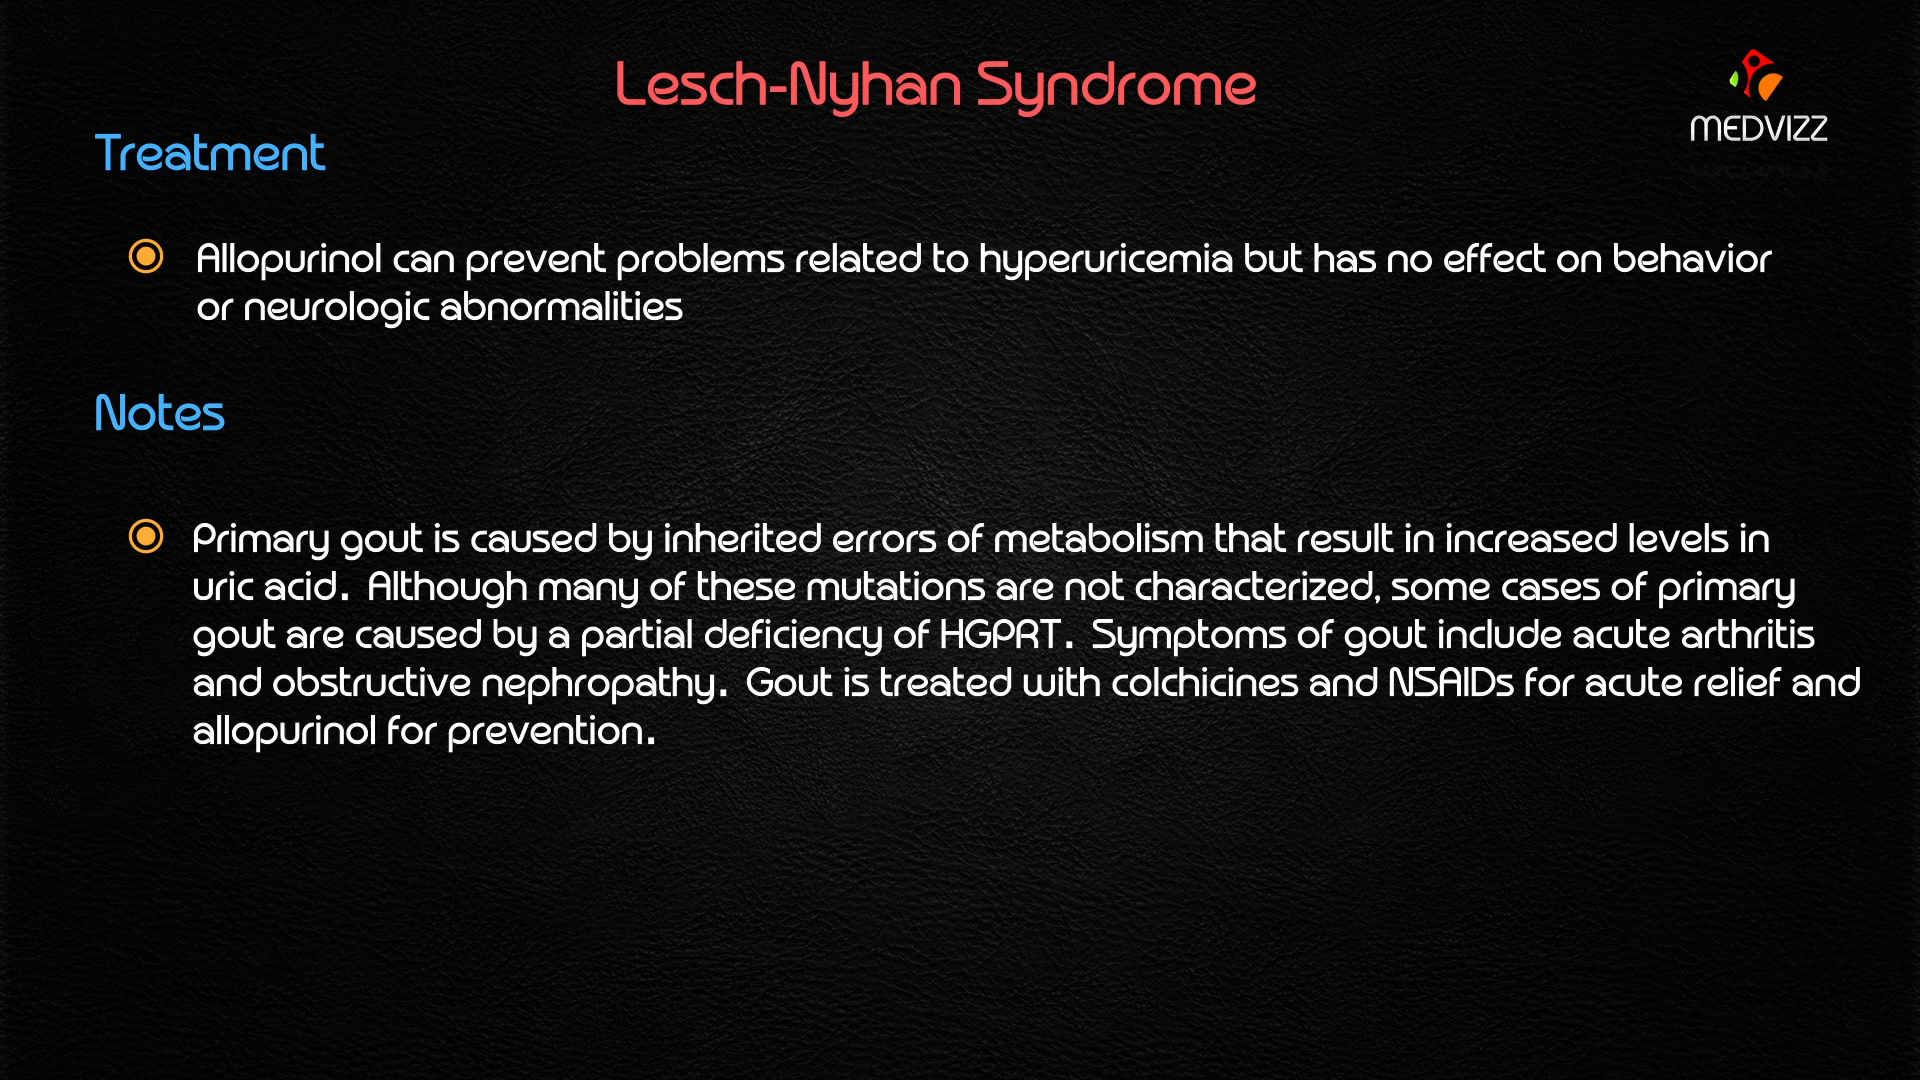 Lesch-Nyhan Syndrome
MEDVIZZ
Treatment
Allopurinol can prevent problems related to hyperuricemia but has no effect on behavior
or neurologic abnormalities
Notes
Primary gout is caused by inherited errors of metabolism that result in increased levels in
uric acid. Although many of these mutations are not characterized, some cases of primary
gout are caused by a partial deficiency of HGPRT. Symptoms of gout include acute arthritis
and obstructive nephropathy. Gout is treated with colchicines and NSAIDs for acute relief and
allopurinol for prevention.